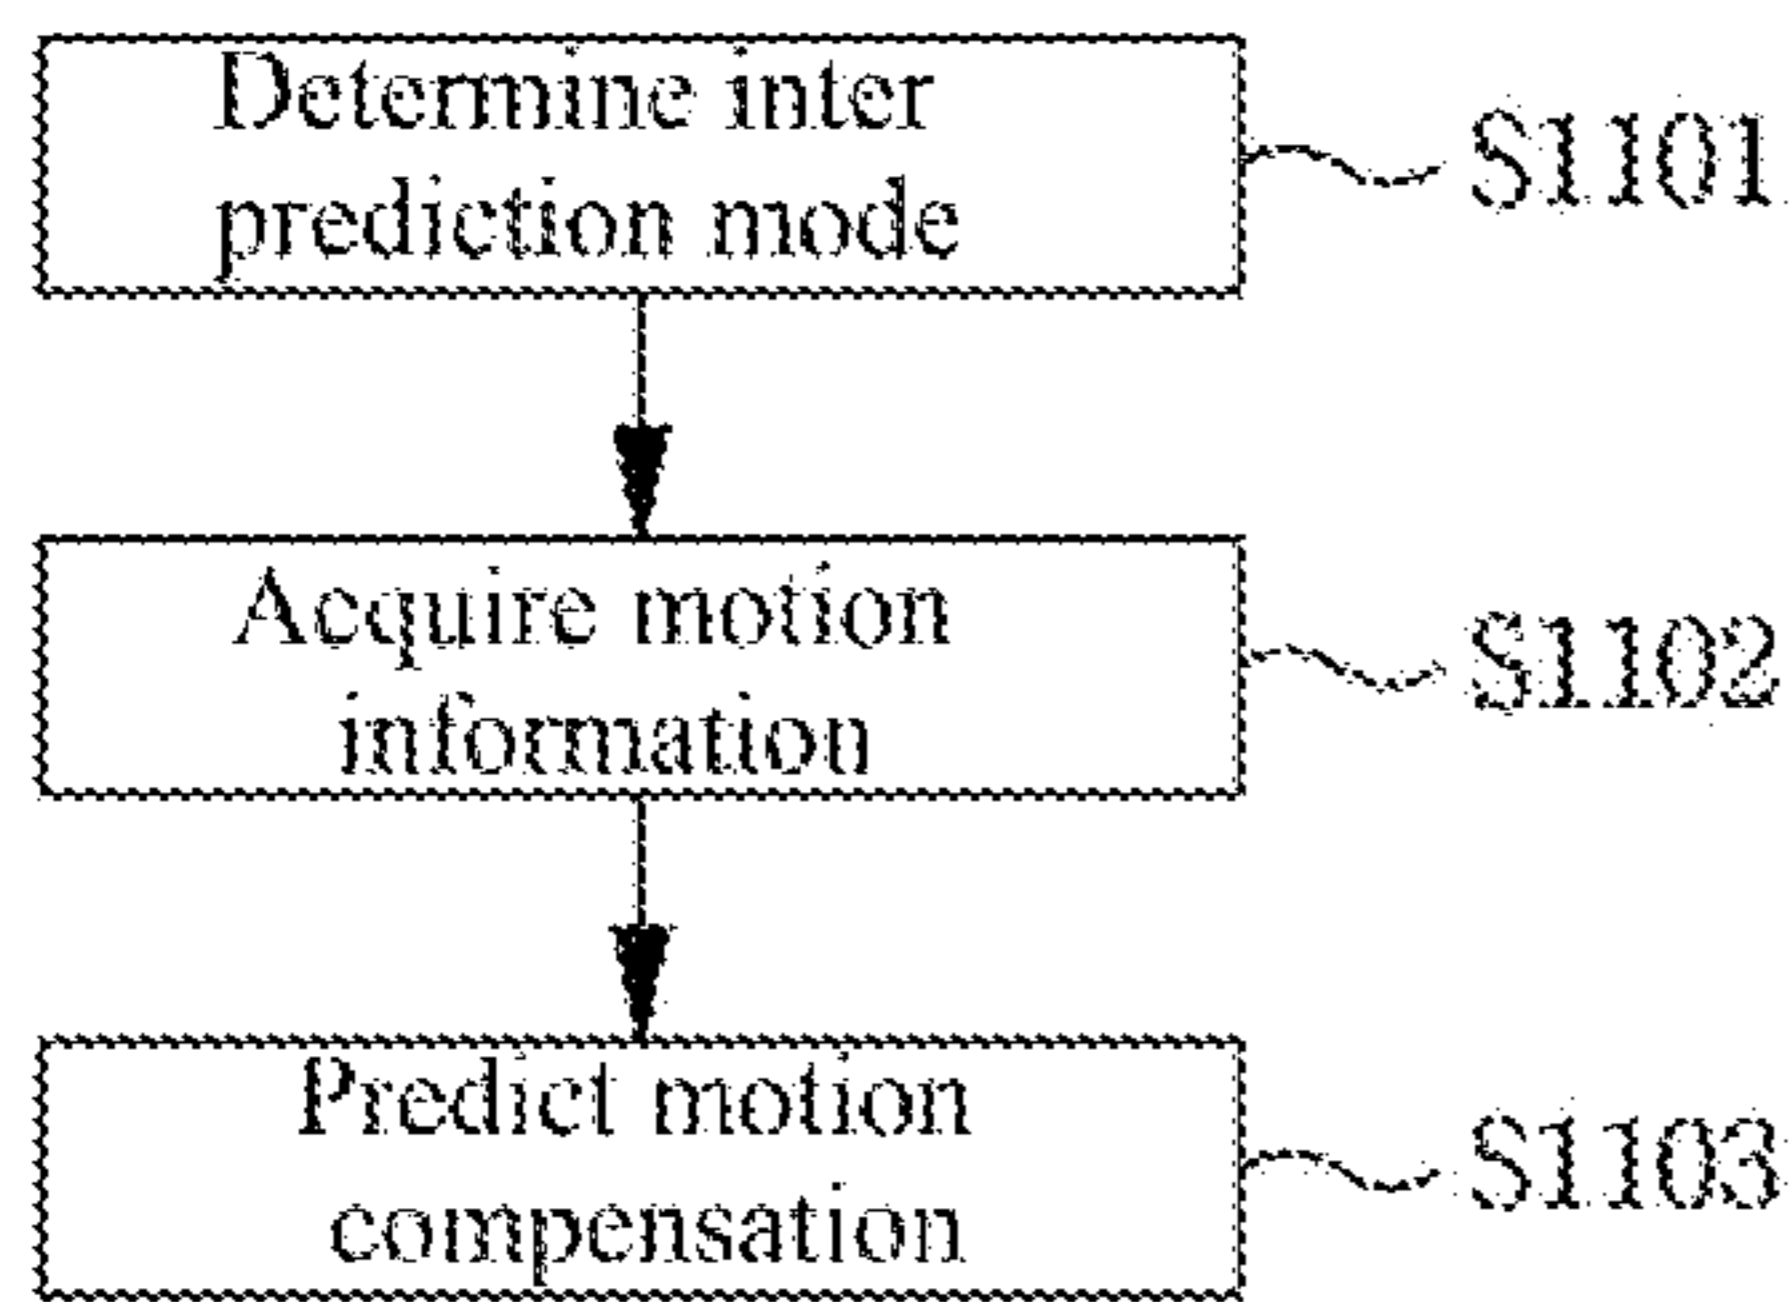 Determine inter
prediction mode
S1101
Acquire motion
information
S1102
Predict motion
compensation
S1103